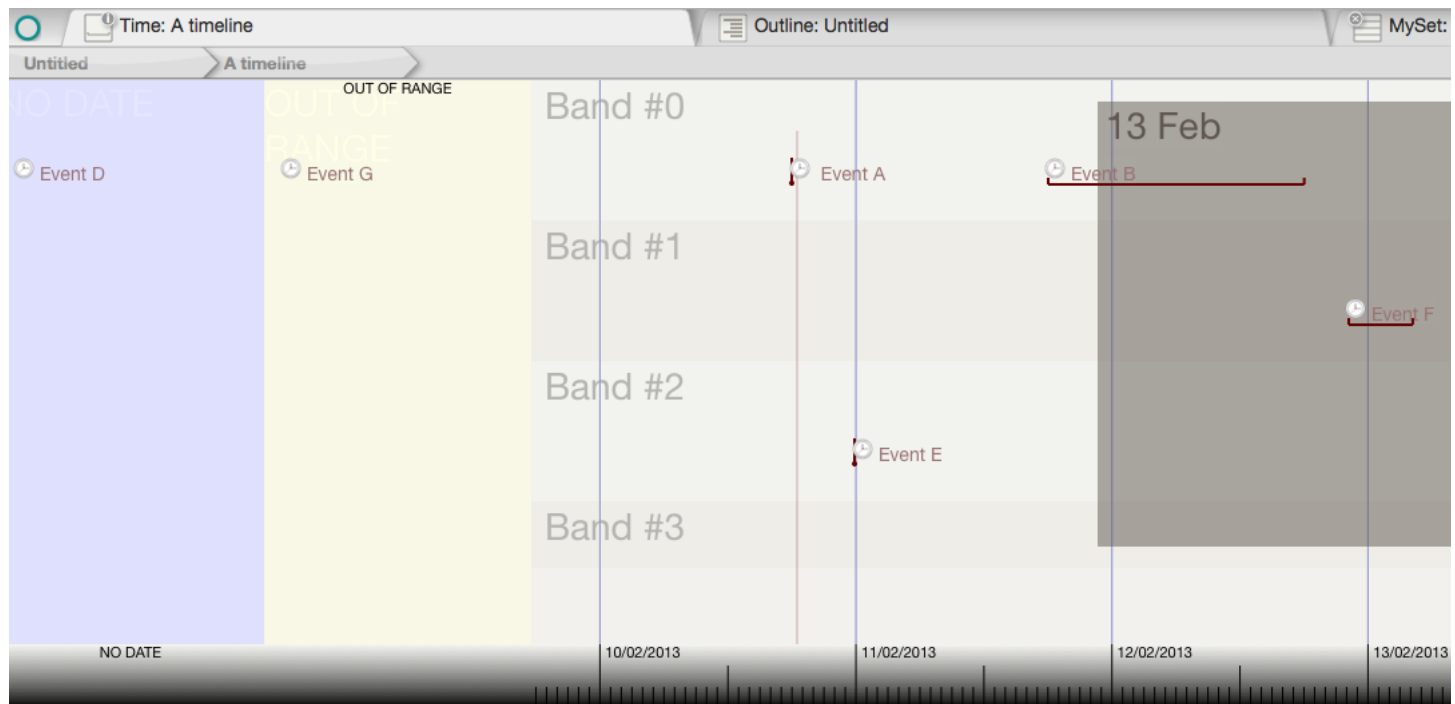 Time: A timeline
Outline: Untitled
MySet:
Untitled
A timeline
NO DATE
OUT OF RANGE
OUT OF RANGE
Band #0
13 Feb
Event D
Event G
Event A
Event B
Band #1
Event F
Band #2
Event E
Band #3
NO DATE
10/02/2013
11/02/2013
12/02/2013
13/02/2013